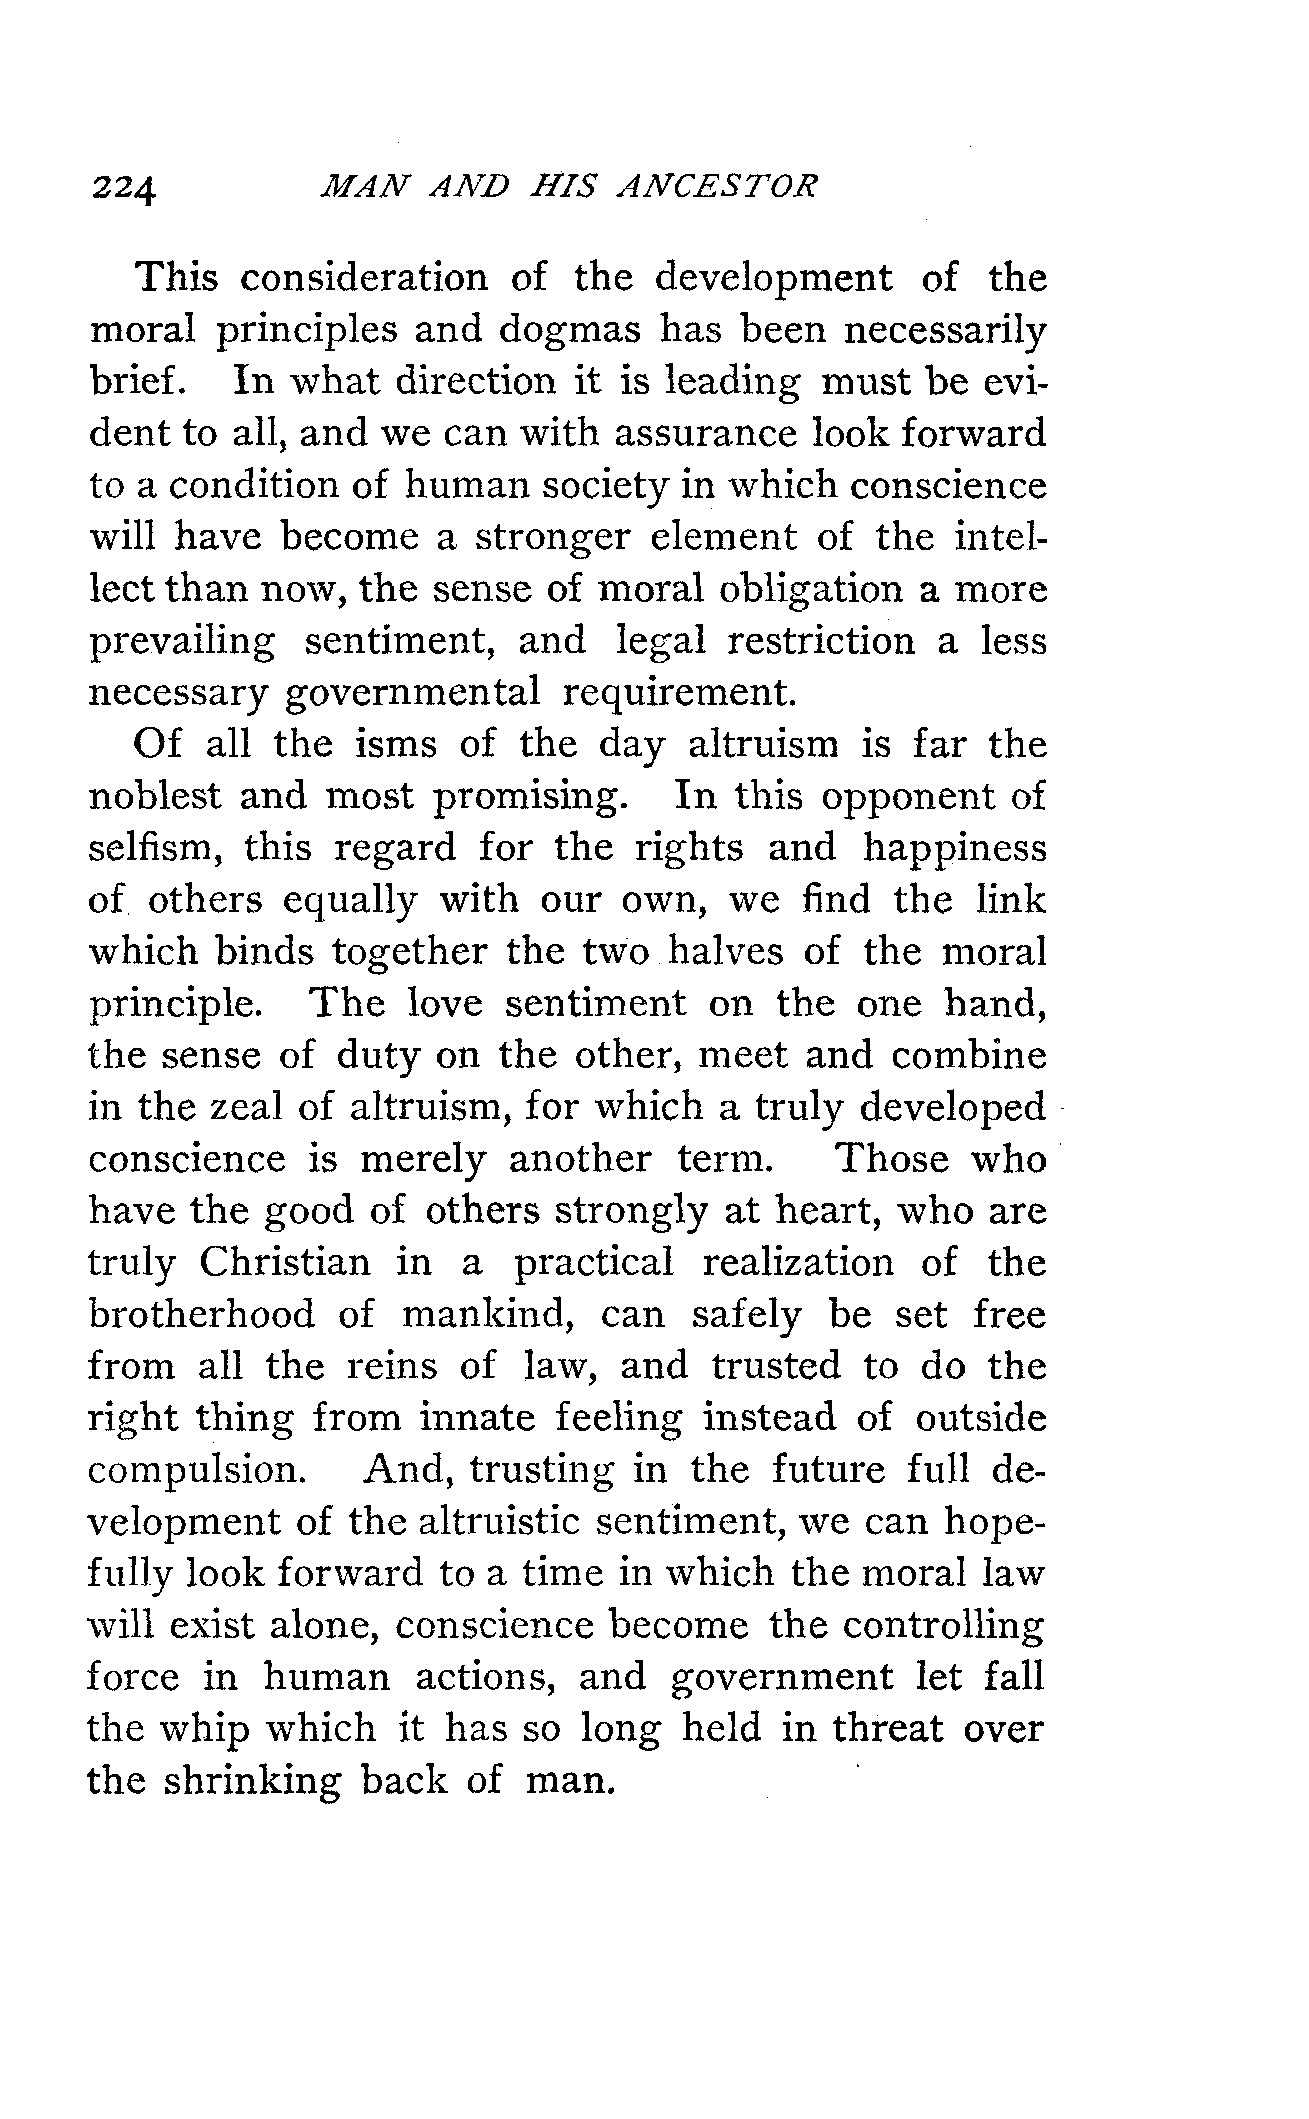 224 MAN AND HIS ANCESTOR
This consideration of the development of the
moral principles and dogmas has been necessarily
brief. In what direction it is leading must be evi-
dent to all, and we can with assurance look forward
to a condition of human society in which conscience
will have become a stronger element of the intel-
lect than now, the sense of moral obligation a more
prevailing sentiment, and legal restriction a less
necessary governmental requirement.
Of all the isms of the day altruism is far the
noblest and most promising. In this opponent of
selfism, this regard for the rights and happiness
of others equally with our own, we find the link
which binds together the two halves of the moral
principle. The love sentiment on the one hand,
the sense of duty on the other, meet and combine
in the zeal of altruism, for which a truly developed
conscience is merely another term. Those who
have the good of others strongly at heart, who are
truly Christian in a practical realization of the
brotherhood of mankind, can safely be set free
from all the reins of law, and trusted to do the
right thing from innate feeling instead of outside
compulsion. And, trusting in the future full de-
velopment of the altruistic sentiment, we can hope-
fully look forward to a time in which the moral law
will exist alone, conscience become the controlling
force in human actions, and government let fall
the whip which it has so long held in threat over
the shrinking back of man.